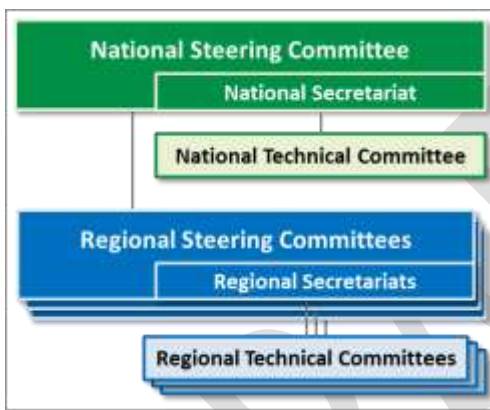 National Steering Committee
National Secretariat
National Technical Committee
Regional Steering Committees
Regional Secretariats
Regional Technical Committees